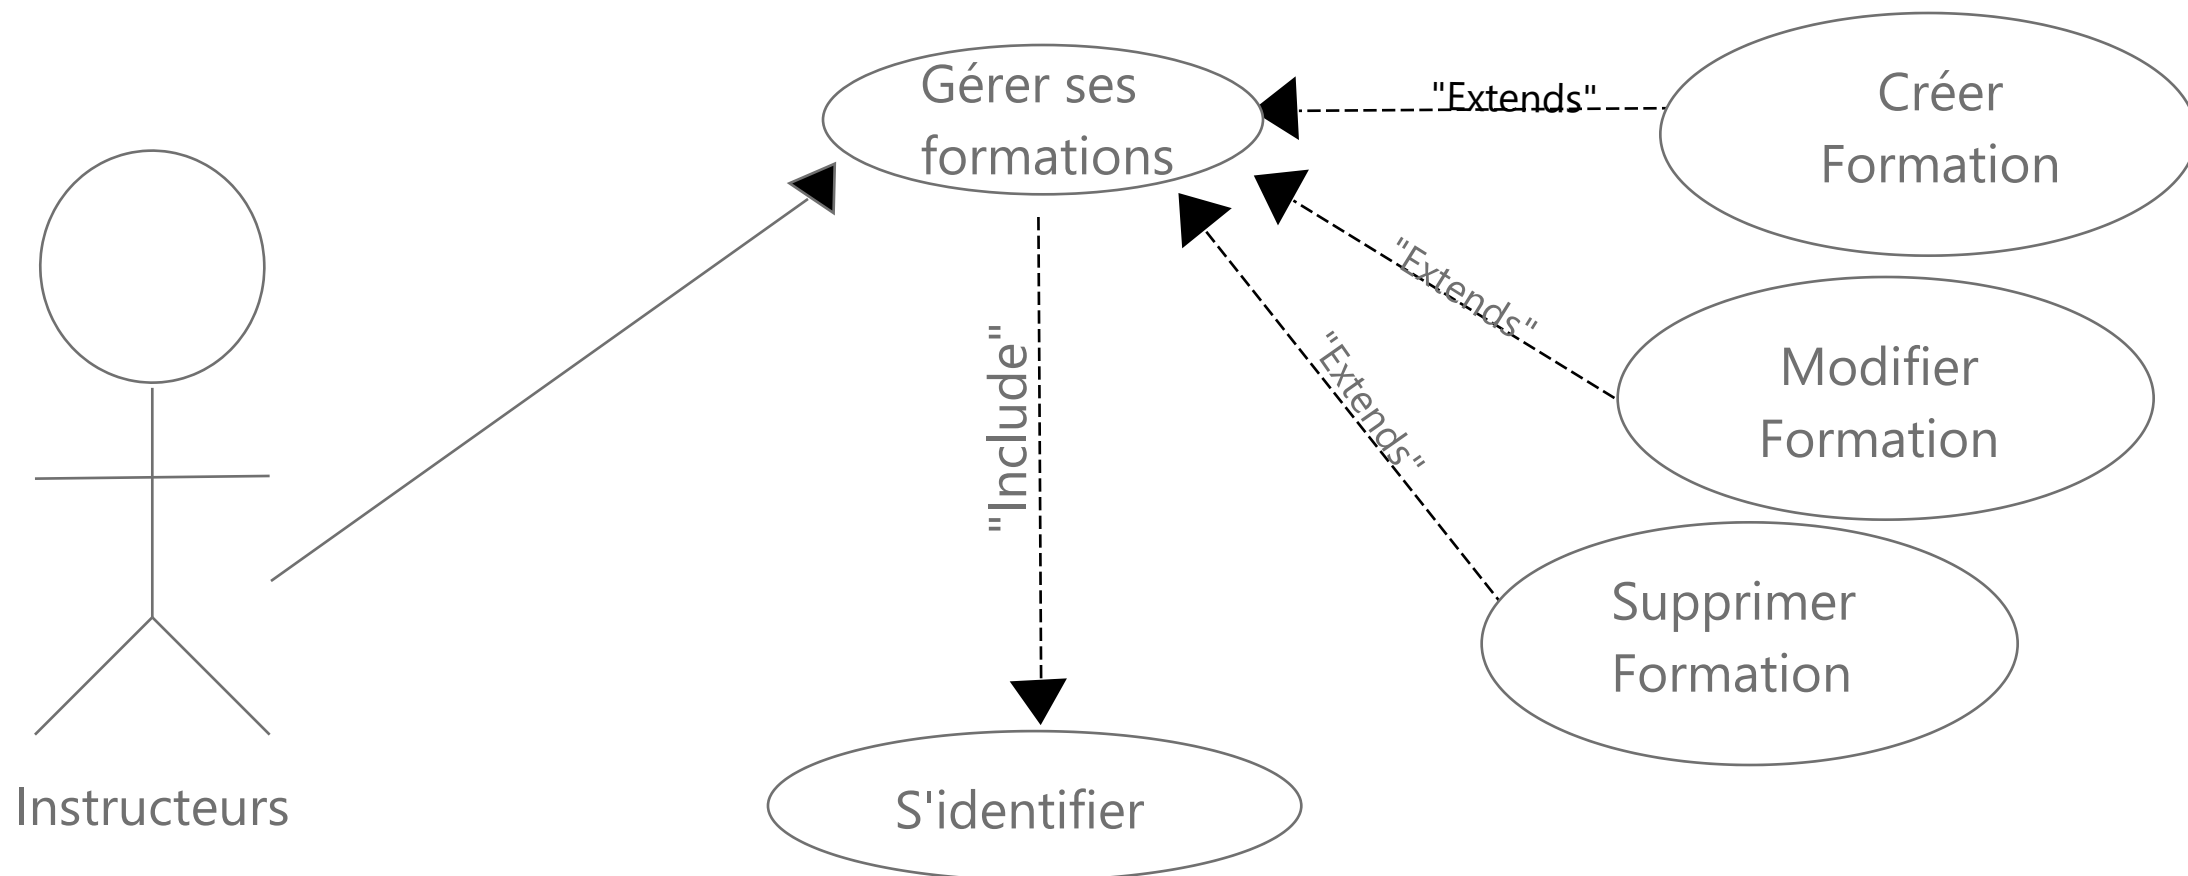 Gérer ses
formations
"Extends"
Créer
Formation
"Extends"
Modifier
Formation
"Extends"
Supprimer
Formation
"Include"
S'identifier
Instructeurs